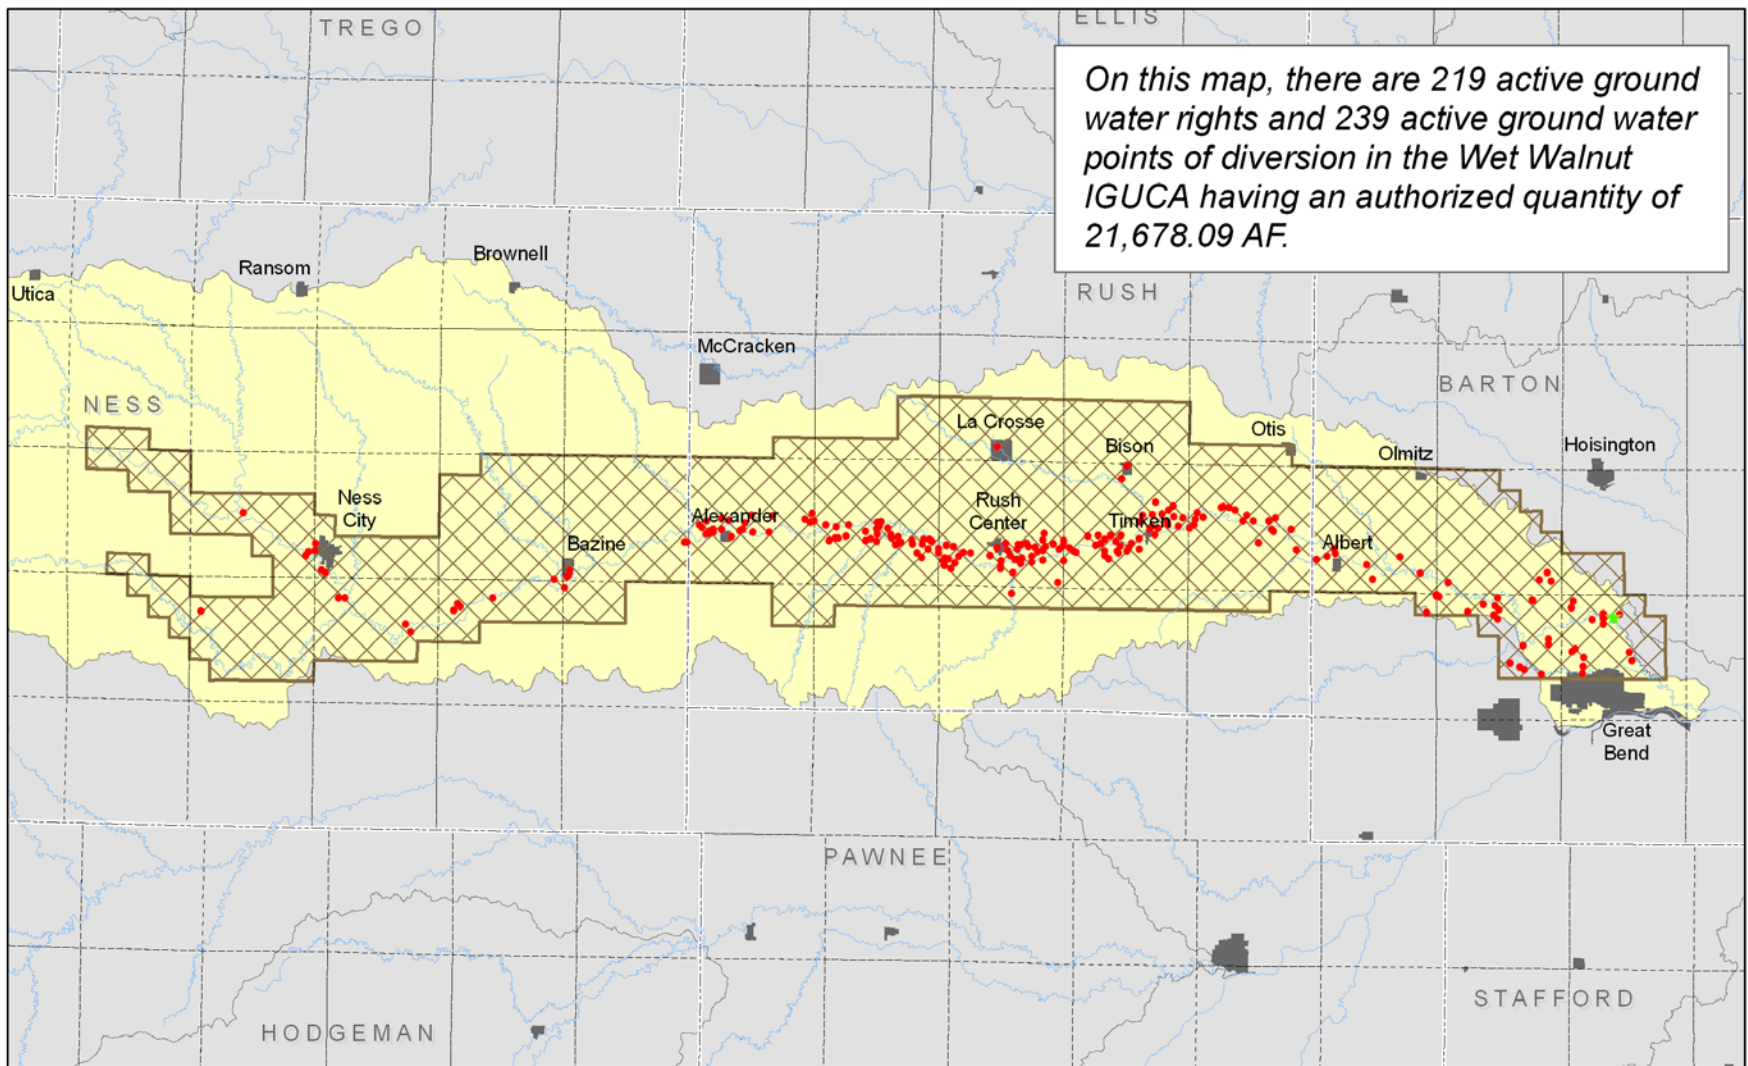 TREGO
ELLIS
On this map, there are 219 active ground
water rights and 239 active ground water
points of diversion in the Wet Walnut
IGUCA having an authorized quantity of
21,678.09 AF.
Brownell
Ransom
Utica
RUSH
McCracken
BARTON
NESS
La Crosse
Otis
Bison
Olmitz
Hoisington
Ness
City
Rush
Center
Alexander
Timken
Bazine
Albert
Great
Bend
PAWNEE
STAFFORD
HODGEMAN